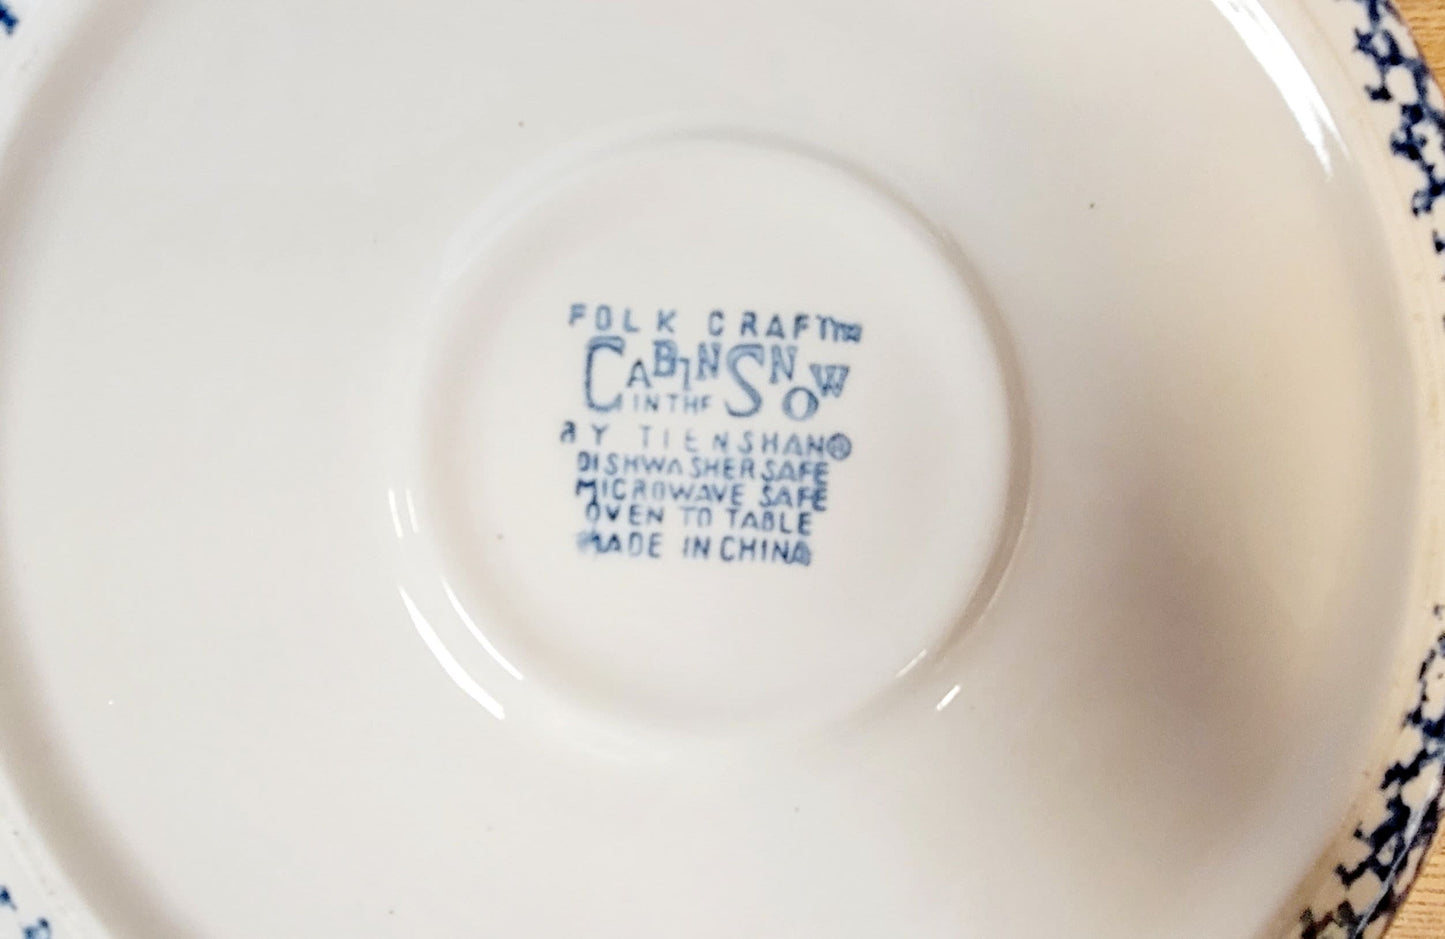 FOLK CRAFT™
CABIN SNOW
IN THE
BY TIENSHAN®
DISHWASHER SAFE
MICROWAVE SAFE
OVEN TO TABLE
MADE IN CHINA